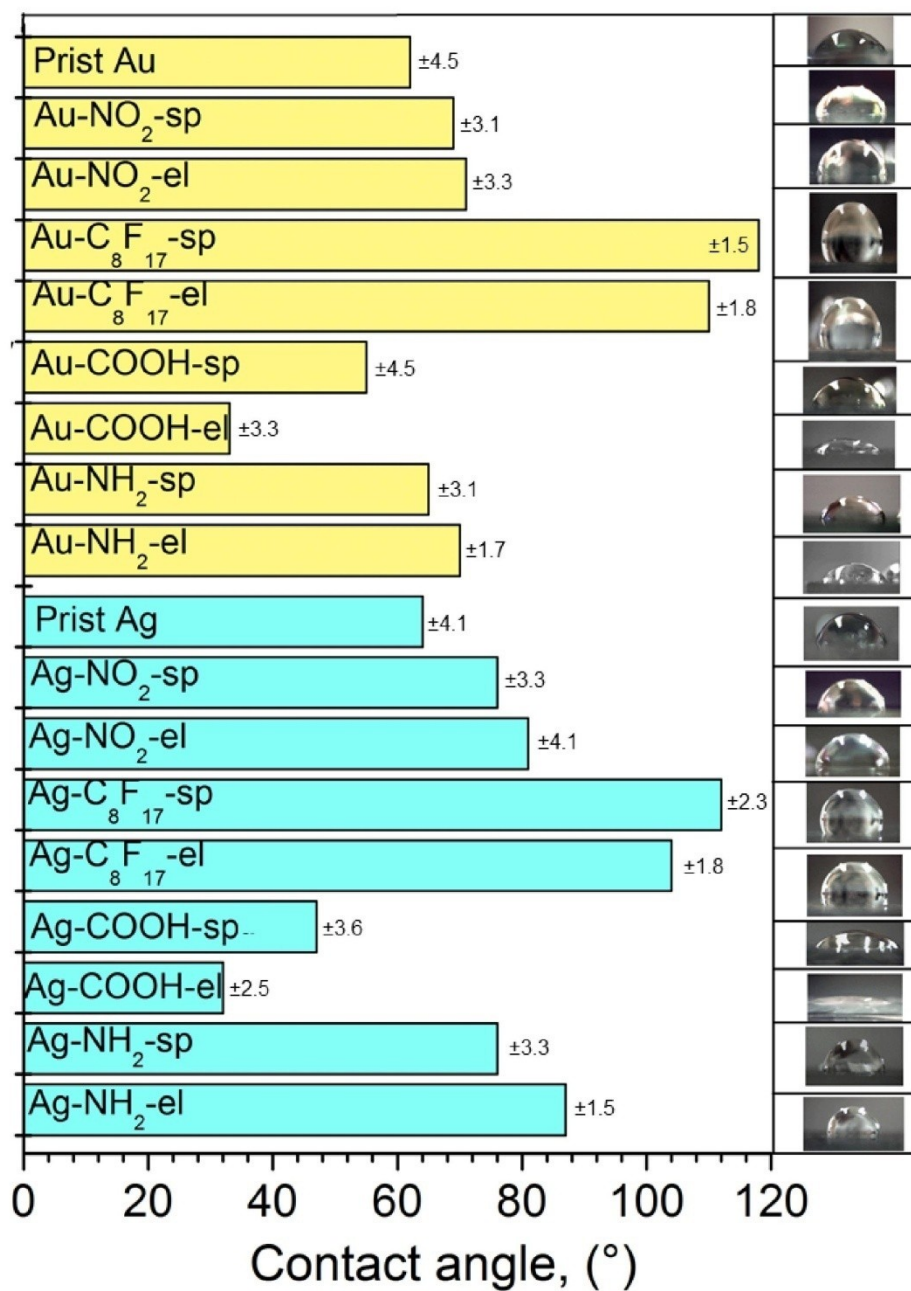 Prist Au
±4.5
Au-NO₂-sp
±3.1
Au-NO₂-el
±3.3
Au-C₈F₁₇-sp
±1.5
Au-C₈F₁₇-el
±1.8
Au-COOH-sp
±4.5
Au-COOH-el
±3.3
Au-NH₂-sp
±3.1
Au-NH₂-el
±1.7
Prist Ag
±4.1
Ag-NO₂-sp
±3.3
Ag-NO₂-el
±4.1
Ag-C₈F₁₇-sp
±2.3
Ag-C₈F₁₇-el
±1.8
Ag-COOH-sp
±3.6
Ag-COOH-el
±2.5
Ag-NH₂-sp
±3.3
Ag-NH₂-el
±1.5
0 20 40 60 80 100 120
Contact angle, (°)